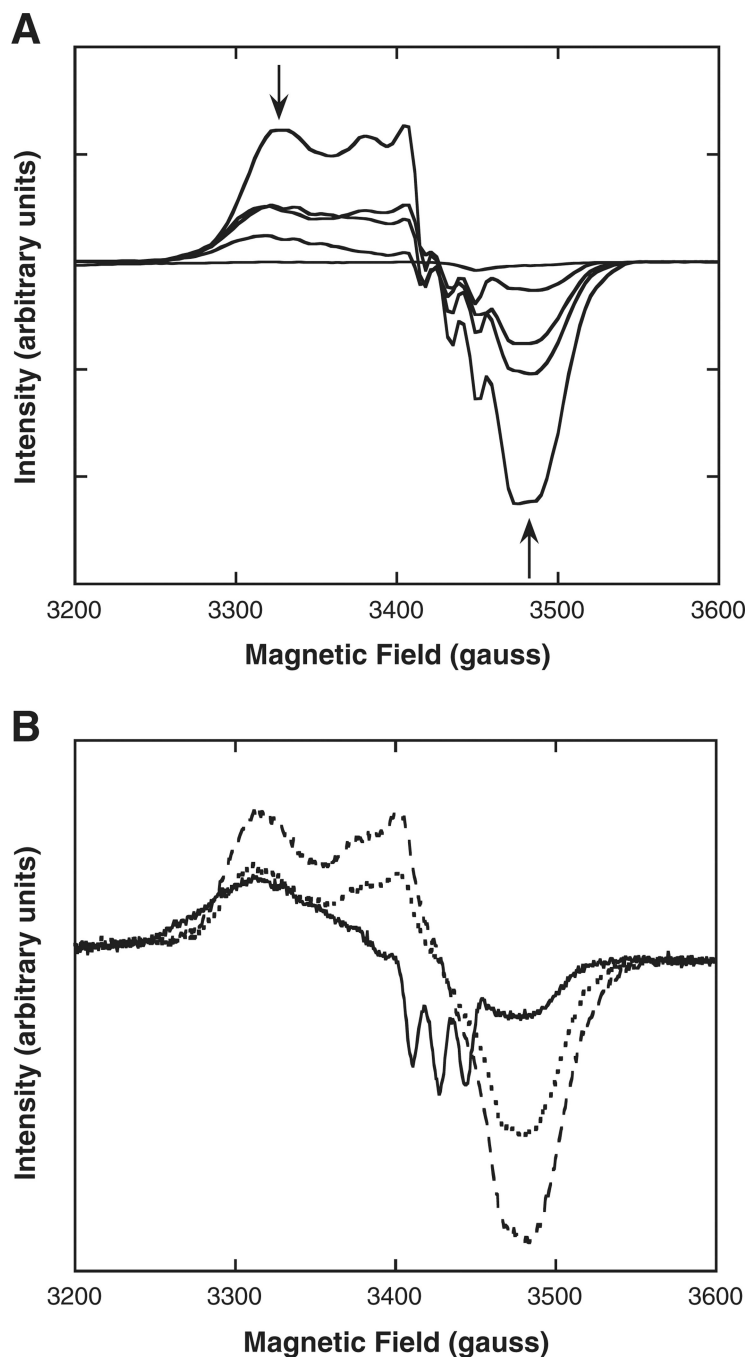 A
Intensity (arbitrary units)
3200 3300 3400 3500 3600
Magnetic Field (gauss)
B
Intensity (arbitrary units)
3200 3300 3400 3500 3600
Magnetic Field (gauss)